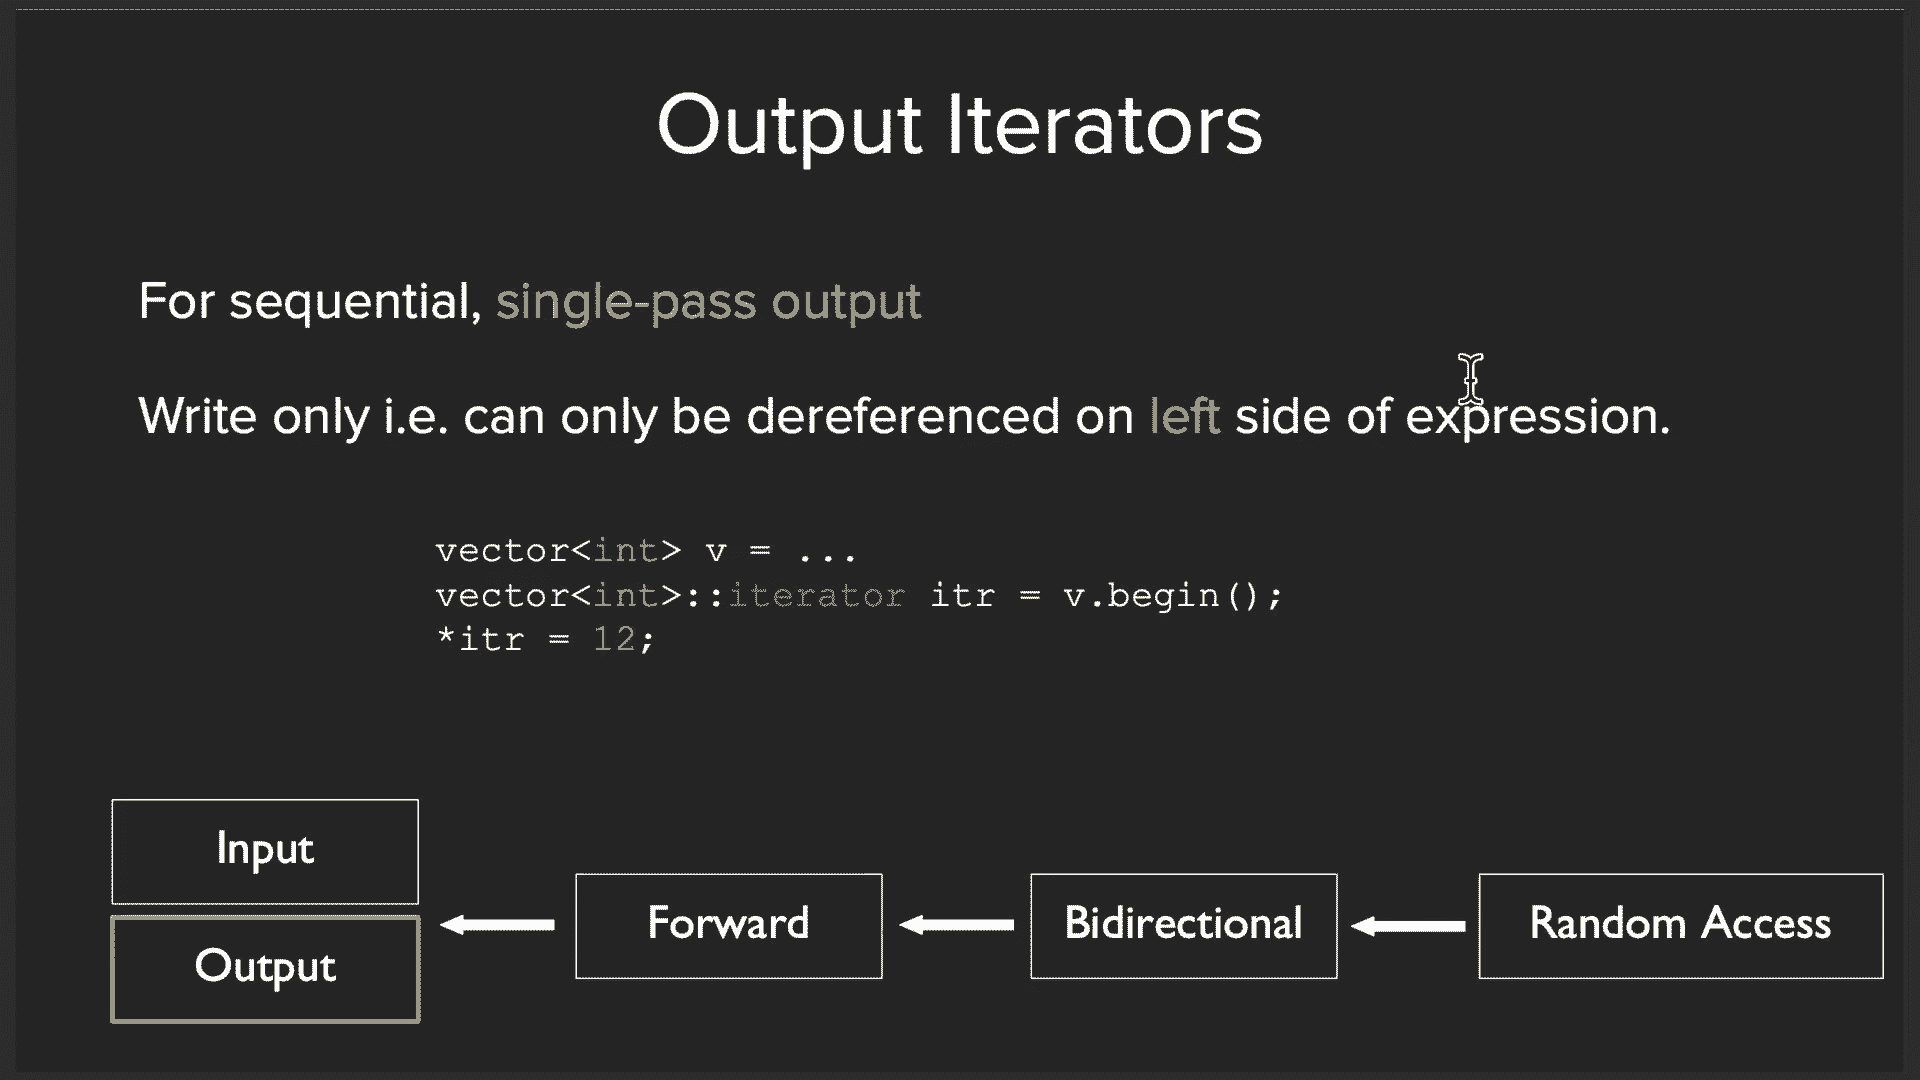 Output Iterators
For sequential, single-pass output
Write only i.e. can only be dereferenced on left side of expression.
vector<int> v = ...
vector<int>::iterator itr = v.begin();
*itr = 12;
Input
Output
Forward
Bidirectional
Random Access